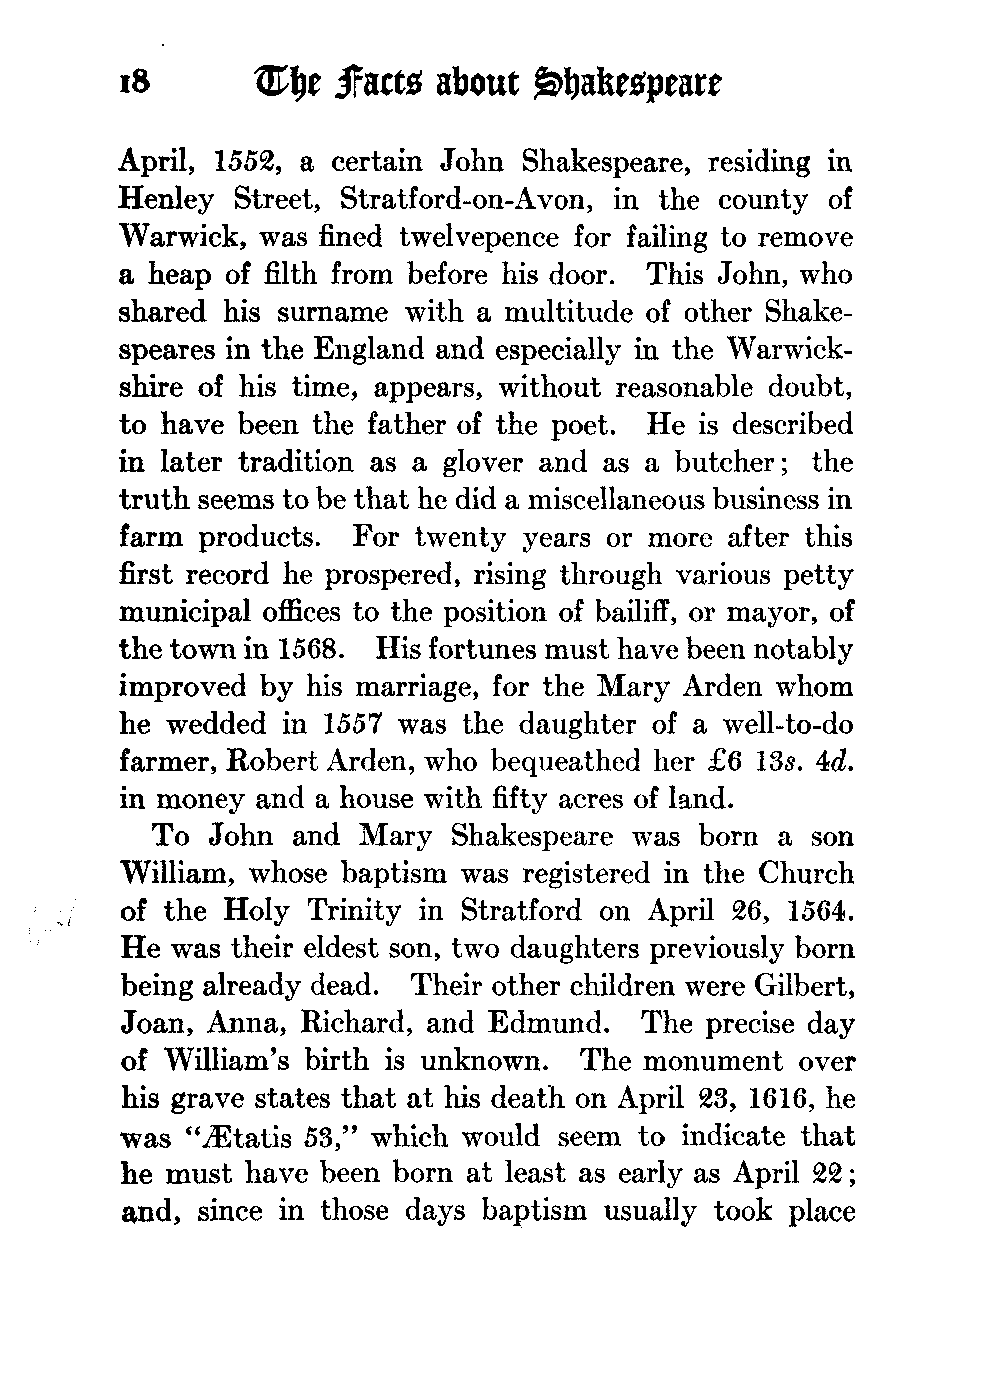 18 The Facts about Shakespeare
April, 1552, a certain John Shakespeare, residing in
Henley Street, Stratford-on-Avon, in the county of
Warwick, was fined twelvepence for failing to remove
a heap of filth from before his door. This John, who
shared his surname with a multitude of other Shake-
speares in the England and especially in the Warwick-
shire of his time, appears, without reasonable doubt,
to have been the father of the poet. He is described
in later tradition as a glover and as a butcher; the
truth seems to be that he did a miscellaneous business in
farm products. For twenty years or more after this
first record he prospered, rising through various petty
municipal offices to the position of bailiff, or mayor, of
the town in 1568. His fortunes must have been notably
improved by his marriage, for the Mary Arden whom
he wedded in 1557 was the daughter of a well-to-do
farmer, Robert Arden, who bequeathed her £6 13s. 4d.
in money and a house with fifty acres of land.
To John and Mary Shakespeare was born a son
William, whose baptism was registered in the Church
of the Holy Trinity in Stratford on April 26, 1564.
He was their eldest son, two daughters previously born
being already dead. Their other children were Gilbert,
Joan, Anna, Richard, and Edmund. The precise day
of William's birth is unknown. The monument over
his grave states that at his death on April 23, 1616, he
was "Ætatis 53," which would seem to indicate that
he must have been born at least as early as April 22;
and, since in those days baptism usually took place